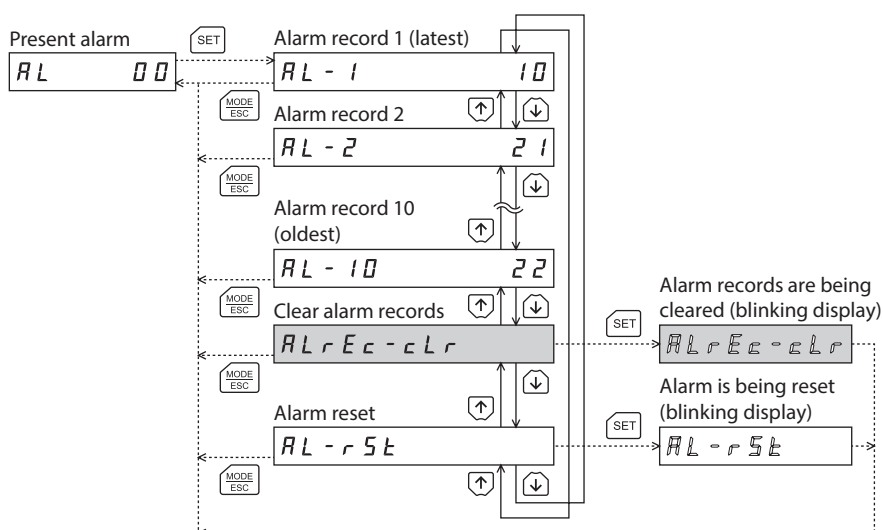 Present alarm
SET
Alarm record 1 (latest)
AL 00
AL-1 10
MODE
ESC
Alarm record 2
AL-2 21
MODE
ESC
Alarm record 10
(oldest)
AL-10 22
MODE
ESC
Clear alarm records
SET
Alarm records are being
cleared (blinking display)
ALrEc-cLr
ALrEc-cLr
MODE
ESC
Alarm reset
SET
Alarm is being reset
(blinking display)
AL-rSt
AL-rSt
MODE
ESC